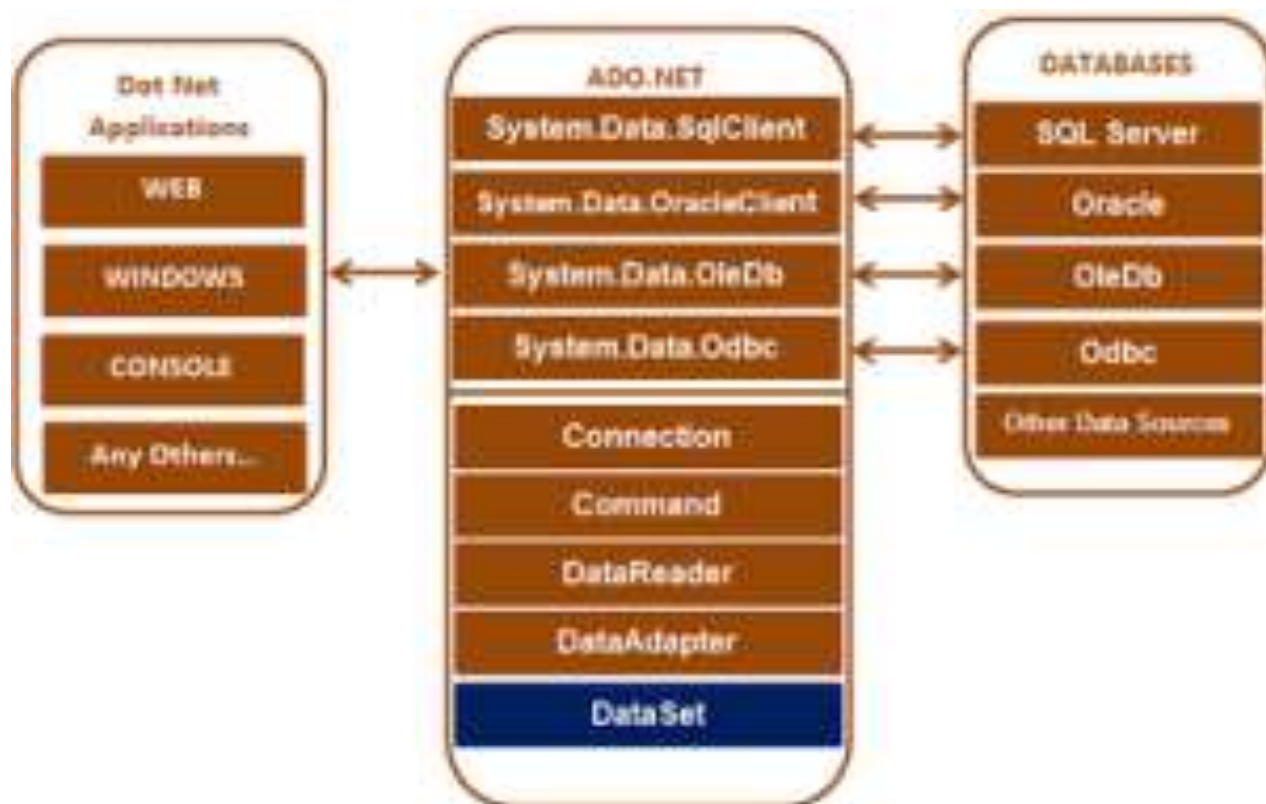 Dot Net
Applications
WEB
WINDOWS
CONSOLE
Any Others...
ADO.NET
System.Data.SqlClient
System.Data.OracleClient
System.Data.OleDb
System.Data.Odbc
Connection
Command
DataReader
DataAdapter
DataSet
DATABASES
SQL Server
Oracle
OleDb
Odbc
Other Data Sources